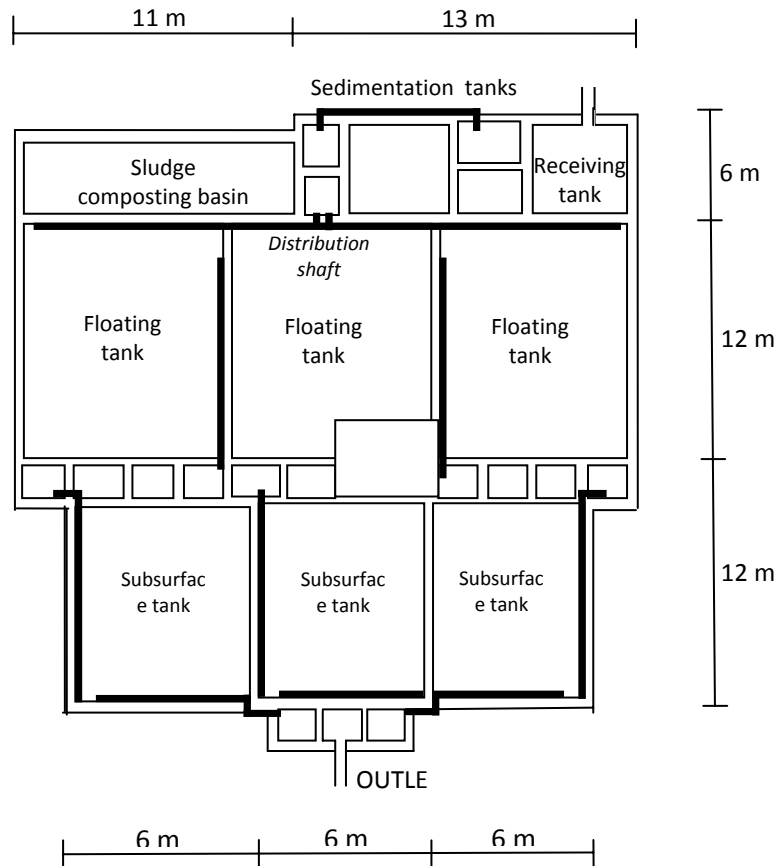 11 m
13 m
Sedimentation tanks
Sludge
composting basin
Receiving
tank
6 m
Distribution
shaft
Floating
tank
Floating
tank
Floating
tank
12 m
12 m
Subsurfac
e tank
Subsurfac
e tank
Subsurfac
e tank
OUTLE
6 m
6 m
6 m